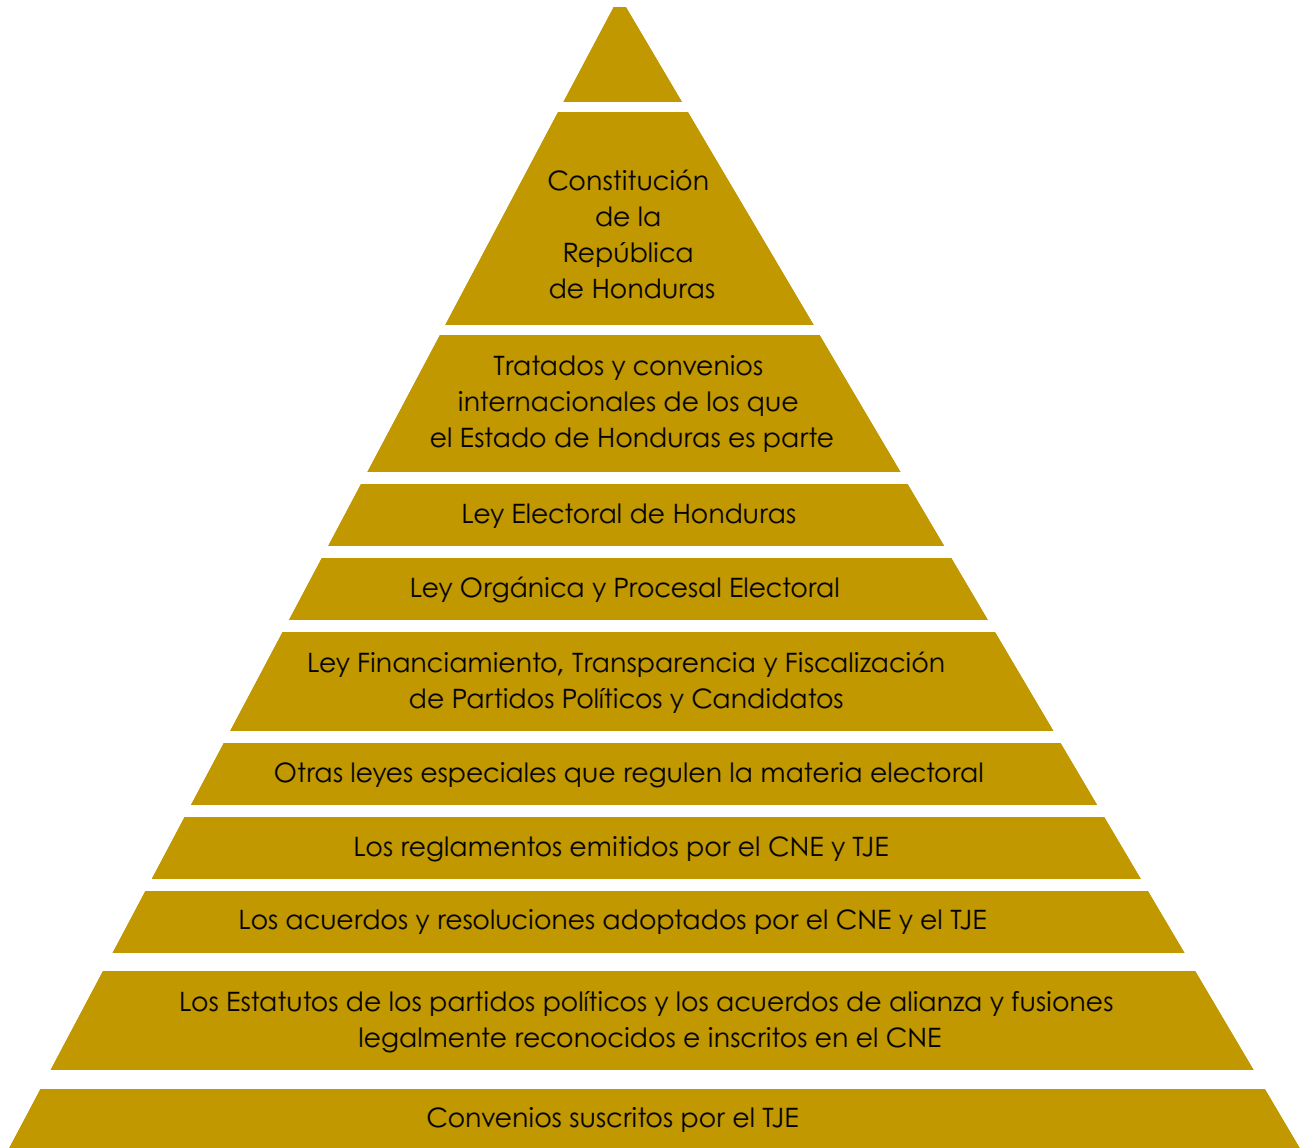 Constitución
de la
República
de Honduras
Tratados y convenios
internacionales de los que
el Estado de Honduras es parte
Ley Electoral de Honduras
Ley Orgánica y Procesal Electoral
Ley Financiamiento, Transparencia y Fiscalización
de Partidos Políticos y Candidatos
Otras leyes especiales que regulen la materia electoral
Los reglamentos emitidos por el CNE y TJE
Los acuerdos y resoluciones adoptados por el CNE y el TJE
Los Estatutos de los partidos políticos y los acuerdos de alianza y fusiones
legalmente reconocidos e inscritos en el CNE
Convenios suscritos por el TJE